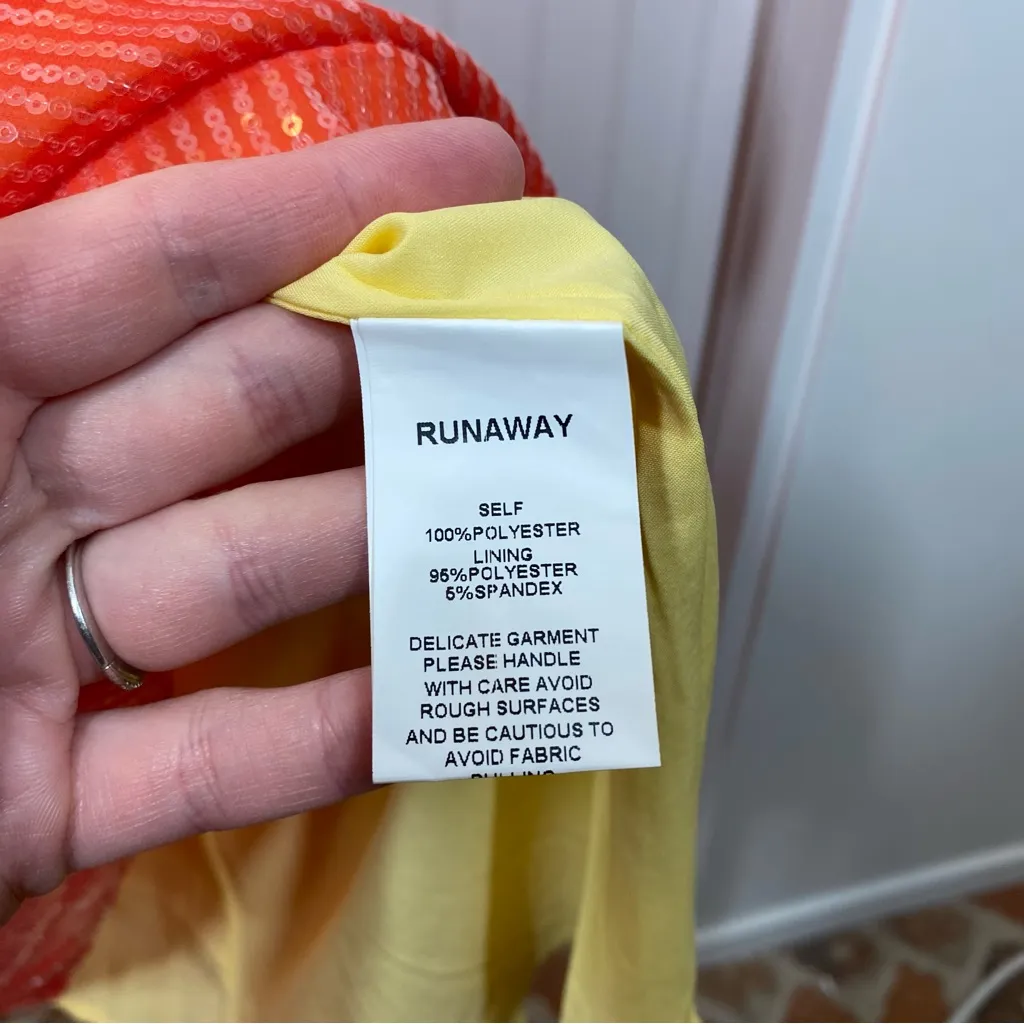 RUNAWAY
SELF
100%POLYESTER
LINING
95%POLYESTER
5%SPANDEX
DELICATE GARMENT
PLEASE HANDLE
WITH CARE AVOID
ROUGH SURFACES
AND BE CAUTIOUS TO
AVOID FABRIC
PULLING